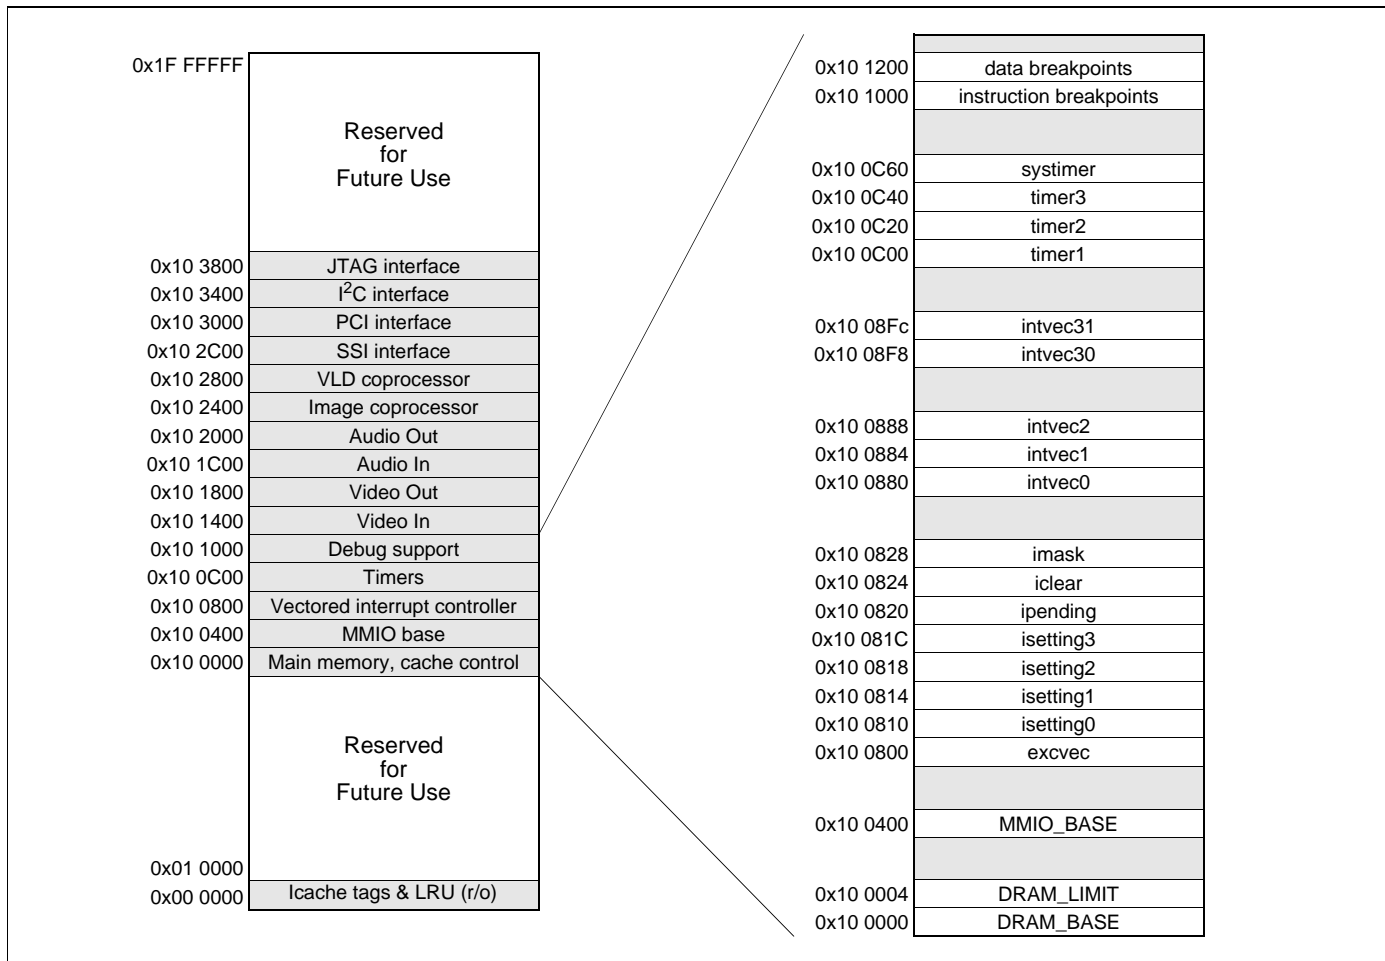 0x1F FFFFF
Reserved
for
Future Use
0x10 3800 JTAG interface
0x10 3400 I2C interface
0x10 3000 PCI interface
0x10 2C00 SSI interface
0x10 2800 VLD coprocessor
0x10 2400 Image coprocessor
0x10 2000 Audio Out
0x10 1C00 Audio In
0x10 1800 Video Out
0x10 1400 Video In
0x10 1000 Debug support
0x10 0C00 Timers
0x10 0800 Vectored interrupt controller
0x10 0400 MMIO base
0x10 0000 Main memory, cache control
Reserved
for
Future Use
0x01 0000
0x00 0000 Icache tags & LRU (r/o)
0x10 1200 data breakpoints
0x10 1000 instruction breakpoints
0x10 0C60 systimer
0x10 0C40 timer3
0x10 0C20 timer2
0x10 0C00 timer1
0x10 08Fc intvec31
0x10 08F8 intvec30
0x10 0888 intvec2
0x10 0884 intvec1
0x10 0880 intvec0
0x10 0828 imask
0x10 0824 iclear
0x10 0820 ipending
0x10 081C isetting3
0x10 0818 isetting2
0x10 0814 isetting1
0x10 0810 isetting0
0x10 0800 excvec
0x10 0400 MMIO_BASE
0x10 0004 DRAM_LIMIT
0x10 0000 DRAM_BASE